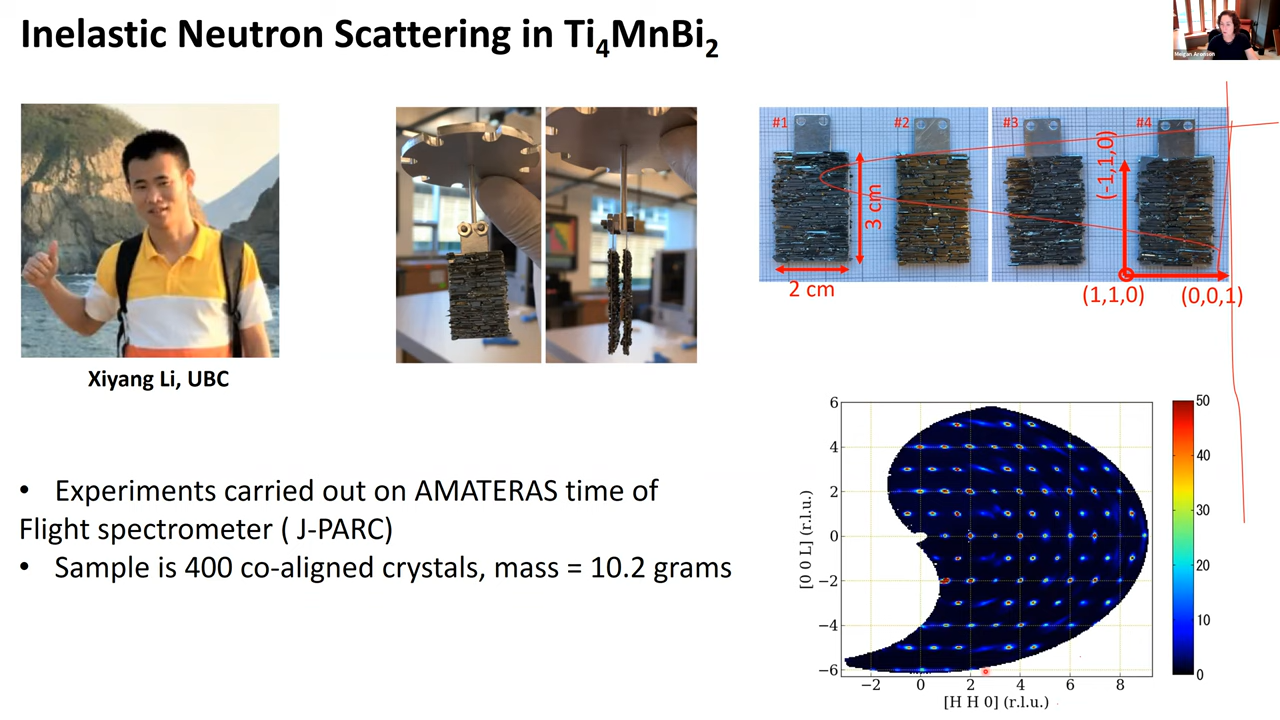 Inelastic Neutron Scattering in Ti₄MnBi₂
Meigan Aronson
#1
#2
#3
#4
3 cm
(-1,1,0)
2 cm
(1,1,0)
(0,0,1)
Xiyang Li, UBC
• Experiments carried out on AMATERAS time of
Flight spectrometer ( J-PARC)
• Sample is 400 co-aligned crystals, mass = 10.2 grams
[0 0 L] (r.l.u.)
6
4
2
0
−2
−4
−6
−2 0 2 4 6 8
[H H 0] (r.l.u.)
50
40
30
20
10
0